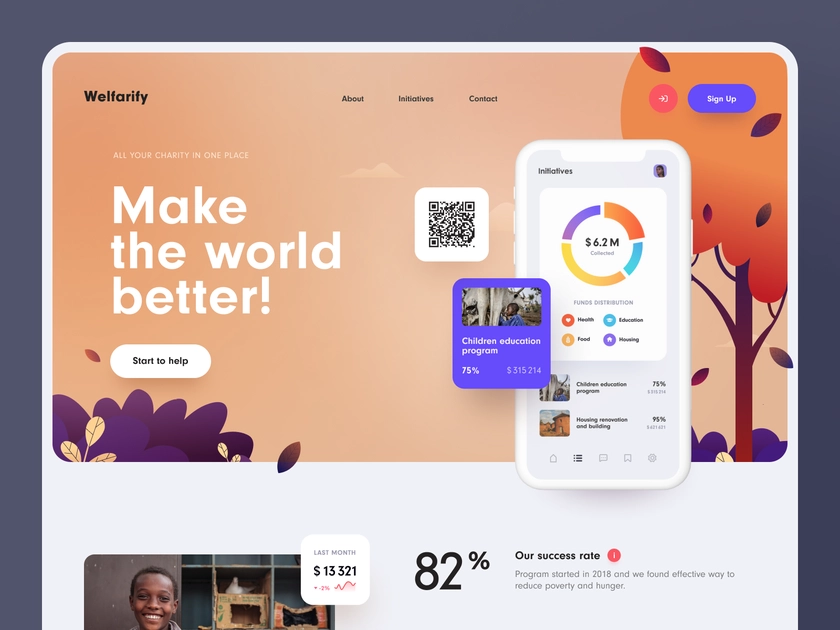 Welfarify
About
Initiatives
Contact
Sign Up
ALL YOUR CHARITY IN ONE PLACE
Make
the world
better!
Start to help
Initiatives
$ 6.2 M
Collected
FUNDS DISTRIBUTION
Health
Education
Food
Housing
Children education
program
75%
$ 315 214
Children education
program
75%
$ 315 214
Housing renovation
and building
95%
$ 421 621
LAST MONTH
$ 13 321
-2%
82%
Our success rate
i
Program started in 2018 and we found effective way to
reduce poverty and hunger.